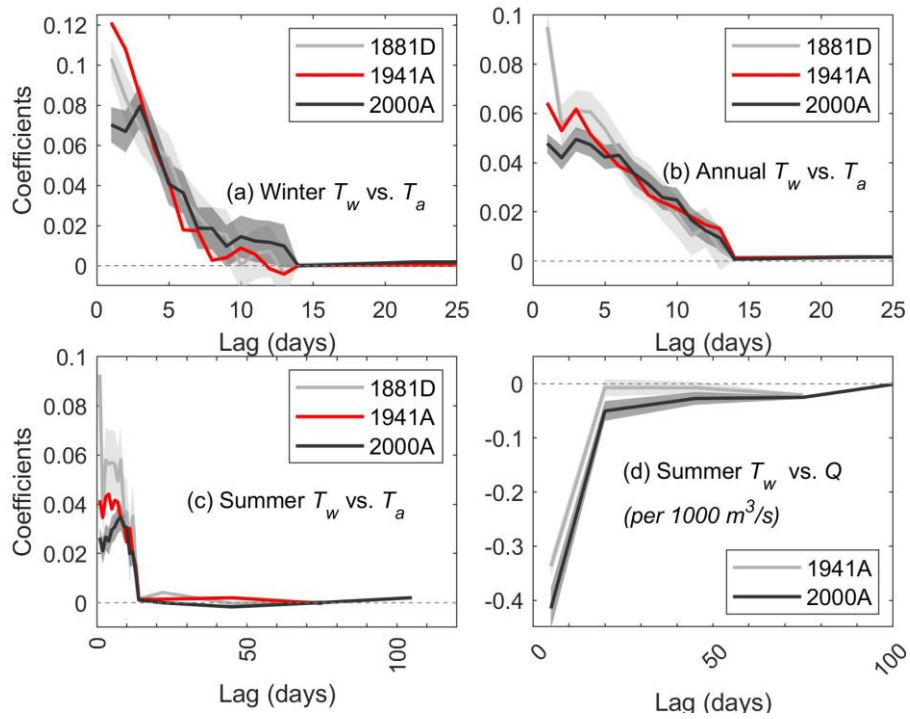 0.12
0.1
0.08
0.06
0.04
0.02
0
Coefficients
1881D
1941A
2000A
(a) Winter T_w vs. T_a
0 5 10 15 20 25
Lag (days)
0.1
0.08
0.06
0.04
0.02
0
1881D
1941A
2000A
(b) Annual T_w vs. T_a
0 5 10 15 20 25
Lag (days)
0.1
0.08
0.06
0.04
0.02
0
Coefficients
1881D
1941A
2000A
(c) Summer T_w vs. T_a
0 50 100
Lag (days)
0
-0.1
-0.2
-0.3
-0.4
(d) Summer T_w vs. Q
(per 1000 m³/s)
1941A
2000A
0 50 100
Lag (days)